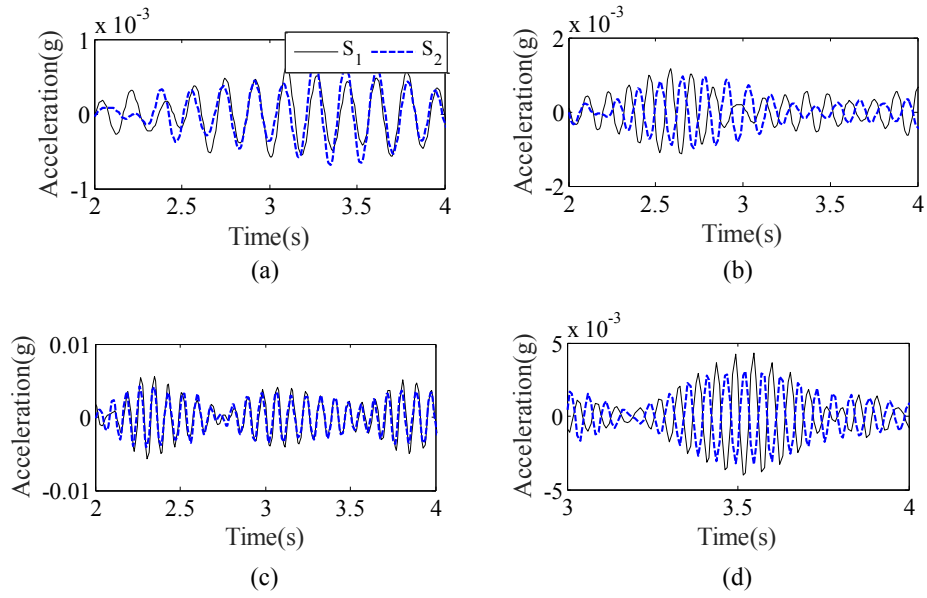 x 10⁻³
Acceleration(g)
1
0
-1
S₁ S₂
2 2.5 3 3.5 4
Time(s)
(a)
x 10⁻³
Acceleration(g)
2
0
-2
2 2.5 3 3.5 4
Time(s)
(b)
Acceleration(g)
0.01
0
-0.01
2 2.5 3 3.5 4
Time(s)
(c)
x 10⁻³
Acceleration(g)
5
0
-5
3 3.5 4
Time(s)
(d)